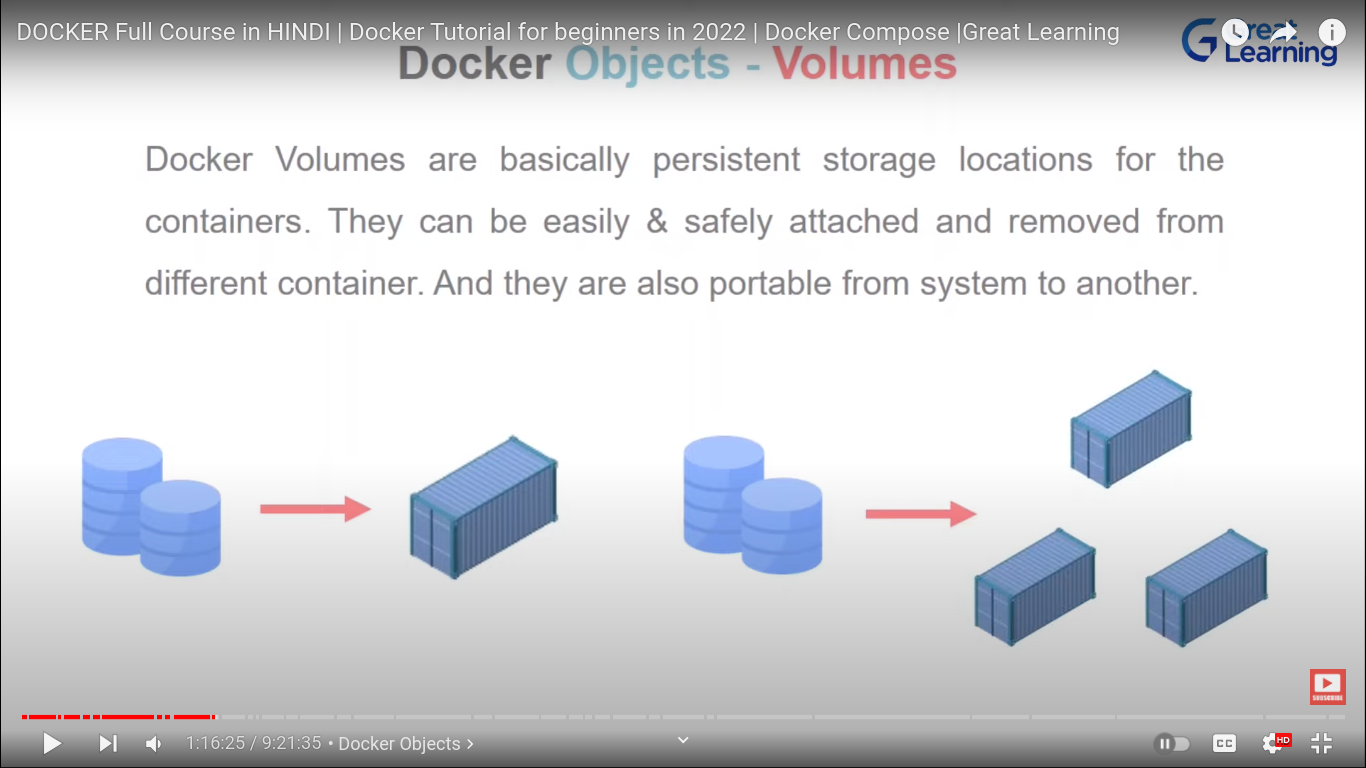 DOCKER Full Course in HINDI | Docker Tutorial for beginners in 2022 | Docker Compose |Great Learning
Great
Learning
Docker Objects - Volumes
Docker Volumes are basically persistent storage locations for the
containers. They can be easily & safely attached and removed from
different container. And they are also portable from system to another.
SUBSCRIBE
1:16:25 / 9:21:35 • Docker Objects
CC
HD